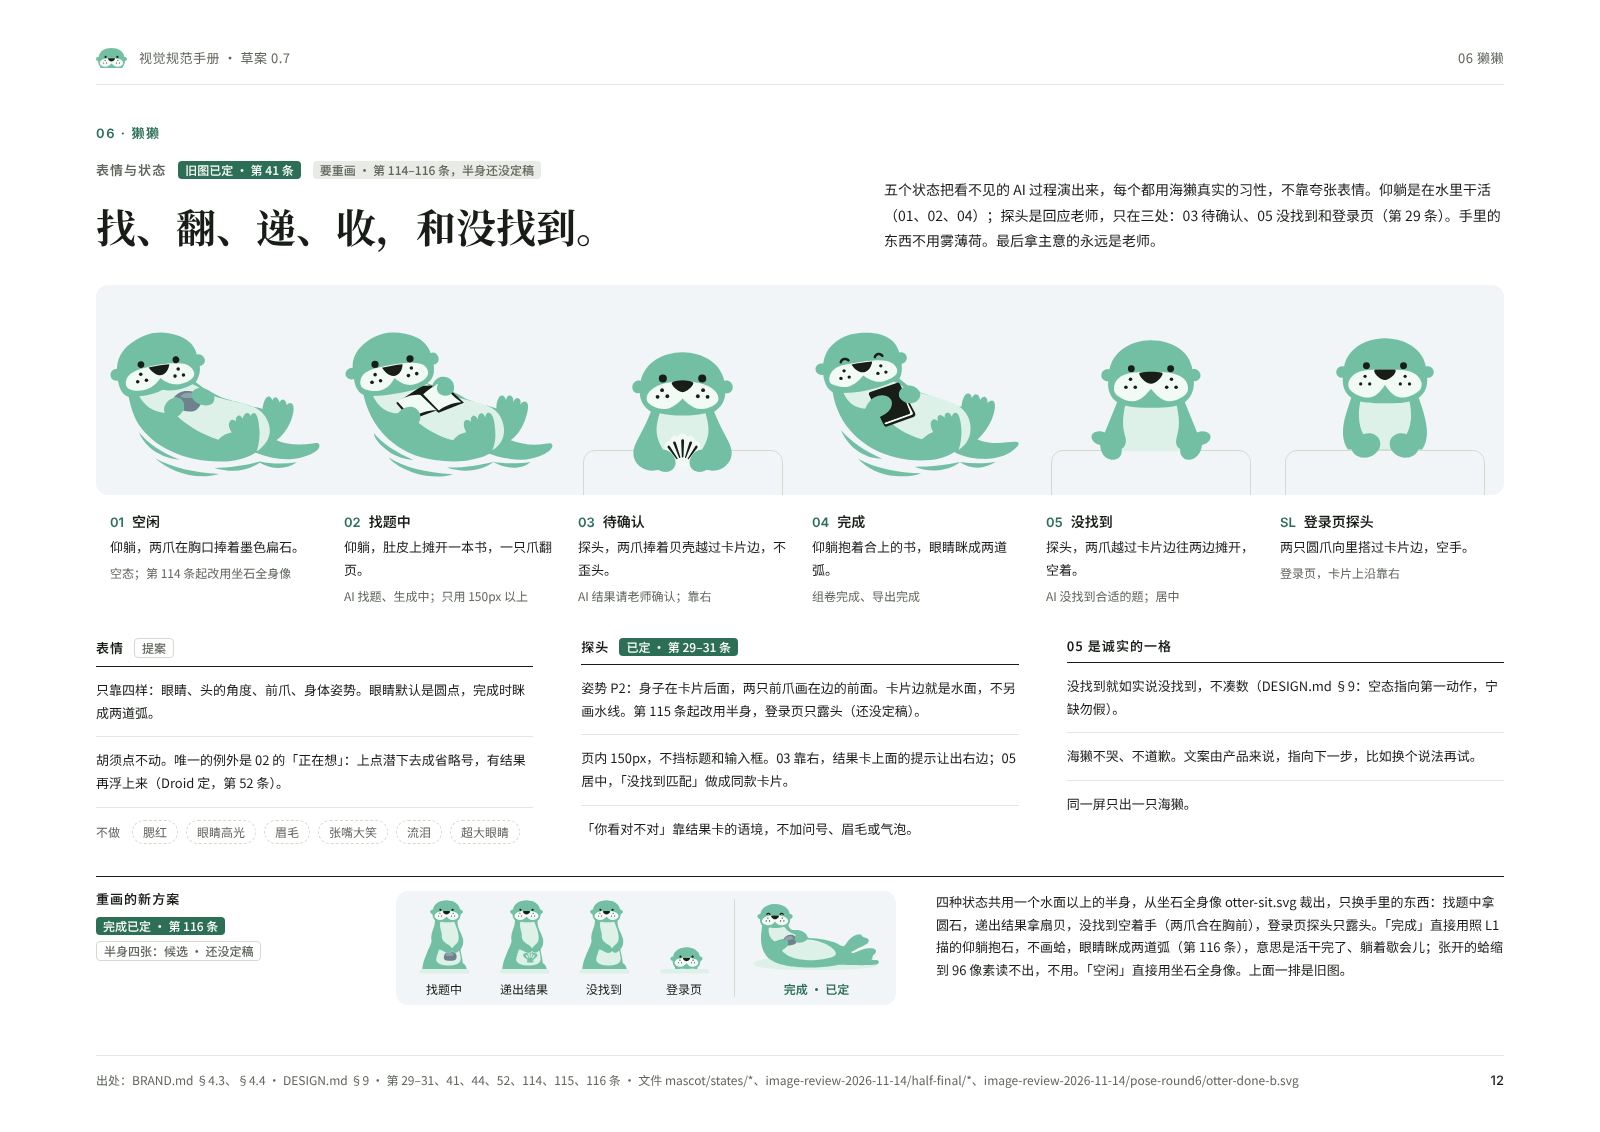 视觉规范手册 · 草案 0.7
06 獭獭
06 · 獭獭
表情与状态 旧图已定 · 第 41 条 要重画 · 第 114–116 条，半身还没定稿
找、翻、递、收，和没找到。
五个状态把看不见的 AI 过程演出来，每个都用海獭真实的习性，不靠夸张表情。仰躺是在水里干活
（01、02、04）；探头是回应老师，只在三处：03 待确认、05 没找到和登录页（第 29 条）。手里的
东西不用雾薄荷。最后拿主意的永远是老师。
01 空闲
仰躺，两爪在胸口捧着墨色扁石。
空态；第 114 条起改用坐石全身像
02 找题中
仰躺，肚皮上摊开一本书，一只爪翻
页。
AI 找题、生成中；只用 150px 以上
03 待确认
探头，两爪捧着贝壳越过卡片边，不
歪头。
AI 结果请老师确认；靠右
04 完成
仰躺抱着合上的书，眼睛眯成两道
弧。
组卷完成、导出完成
05 没找到
探头，两爪越过卡片边往两边摊开，
空着。
AI 没找到合适的题；居中
SL 登录页探头
两只圆爪向里搭过卡片边，空手。
登录页，卡片上沿靠右
表情 提案
只靠四样：眼睛、头的角度、前爪、身体姿势。眼睛默认是圆点，完成时眯
成两道弧。
胡须点不动。唯一的例外是 02 的「正在想」：上点潜下去成省略号，有结果
再浮上来（Droid 定，第 52 条）。
不做 腮红 眼睛高光 眉毛 张嘴大笑 流泪 超大眼睛
探头 已定 · 第 29–31 条
姿势 P2：身子在卡片后面，两只前爪画在边的前面。卡片边就是水面，不另
画水线。第 115 条起改用半身，登录页只露头（还没定稿）。
页内 150px，不挡标题和输入框。03 靠右，结果卡上面的提示让出右边；05
居中，「没找到匹配」做成同款卡片。
「你看对不对」靠结果卡的语境，不加问号、眉毛或气泡。
05 是诚实的一格
没找到就如实说没找到，不凑数（DESIGN.md §9：空态指向第一动作，宁
缺勿假）。
海獭不哭、不道歉。文案由产品来说，指向下一步，比如换个说法再试。
同一屏只出一只海獭。
重画的新方案
完成已定 · 第 116 条
半身四张：候选 · 还没定稿
找题中 递出结果 没找到 登录页 完成 · 已定
四种状态共用一个水面以上的半身，从坐石全身像 otter-sit.svg 裁出，只换手里的东西：找题中拿
圆石，递出结果拿扇贝，没找到空着手（两爪合在胸前），登录页探头只露头。「完成」直接用照 L1
描的仰躺抱石，不画蛤，眼睛眯成两道弧（第 116 条），意思是活干完了、躺着歇会儿；张开的蛤缩
到 96 像素读不出，不用。「空闲」直接用坐石全身像。上面一排是旧图。
出处：BRAND.md §4.3、§4.4 · DESIGN.md §9 · 第 29–31、41、44、52、114、115、116 条 · 文件 mascot/states/*、image-review-2026-11-14/half-final/*、image-review-2026-11-14/pose-round6/otter-done-b.svg
12